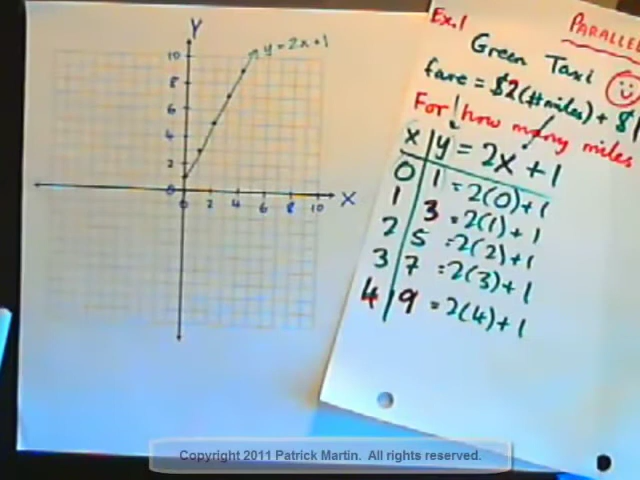 Y
y = 2x+1
10
8
6
4
2
0
0 2 4 6 8 10 X
Ex.1 PARALLEL
Green Taxi
fare = $2(#miles) + $1
For how many miles
x y = 2x + 1
0 1 = 2(0)+1
1 3 = 2(1)+1
2 5 = 2(2)+1
3 7 = 2(3)+1
4 9 = 2(4)+1
Copyright 2011 Patrick Martin. All rights reserved.